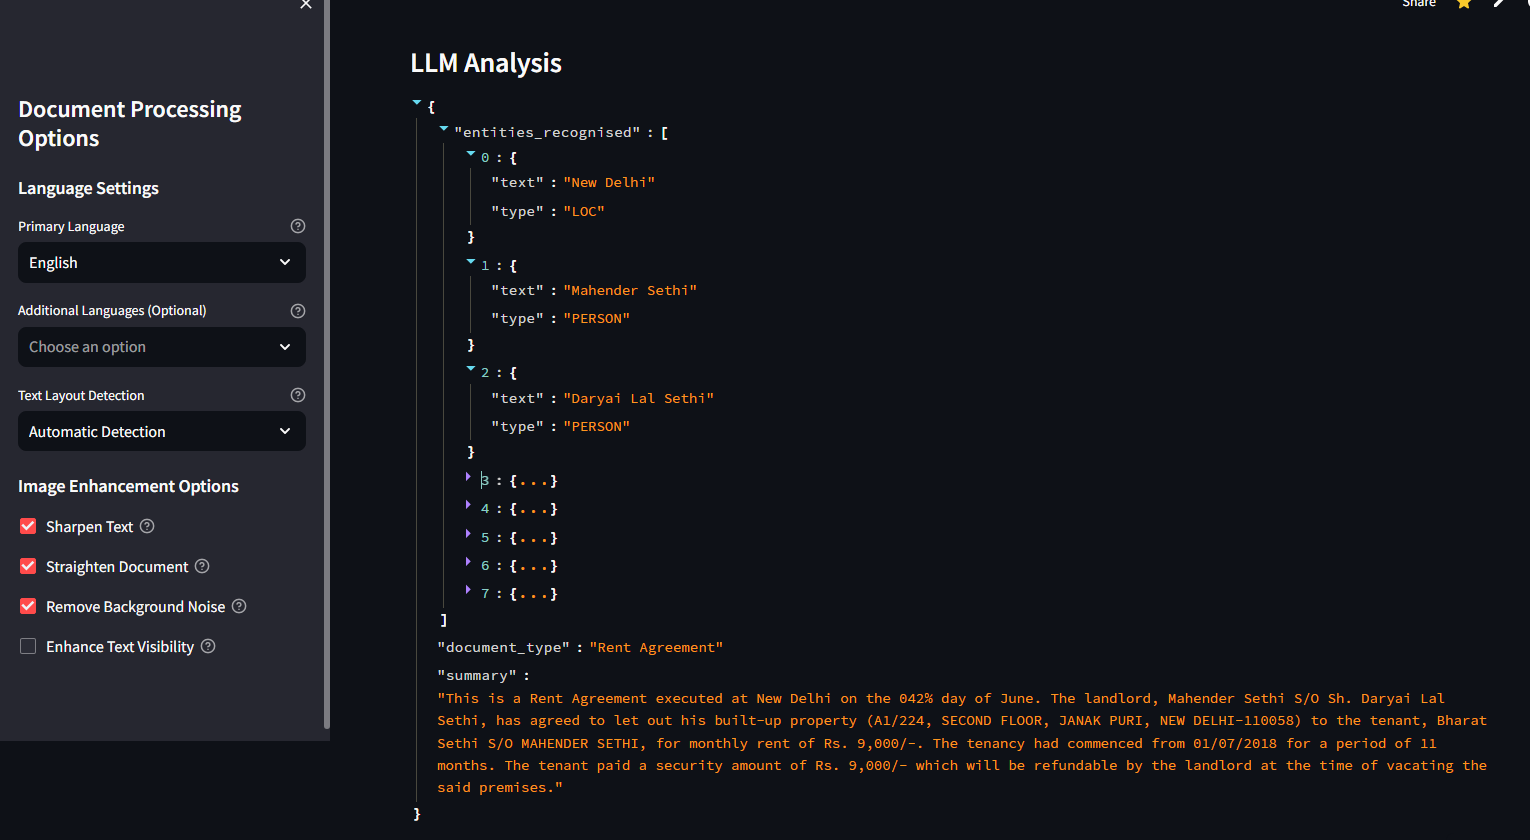 Share
Document Processing
Options
Language Settings
Primary Language
English
Additional Languages (Optional)
Choose an option
Text Layout Detection
Automatic Detection
Image Enhancement Options
Sharpen Text
Straighten Document
Remove Background Noise
Enhance Text Visibility
LLM Analysis
{
"entities_recognised" : [
0 : {
"text" : "New Delhi"
"type" : "LOC"
}
1 : {
"text" : "Mahender Sethi"
"type" : "PERSON"
}
2 : {
"text" : "Daryai Lal Sethi"
"type" : "PERSON"
}
3 : {...}
4 : {...}
5 : {...}
6 : {...}
7 : {...}
]
"document_type" : "Rent Agreement"
"summary" :
"This is a Rent Agreement executed at New Delhi on the 042% day of June. The landlord, Mahender Sethi S/O Sh. Daryai Lal
Sethi, has agreed to let out his built-up property (A1/224, SECOND FLOOR, JANAK PURI, NEW DELHI-110058) to the tenant, Bharat
Sethi S/O MAHENDER SETHI, for monthly rent of Rs. 9,000/-. The tenancy had commenced from 01/07/2018 for a period of 11
months. The tenant paid a security amount of Rs. 9,000/- which will be refundable by the landlord at the time of vacating the
said premises."
}